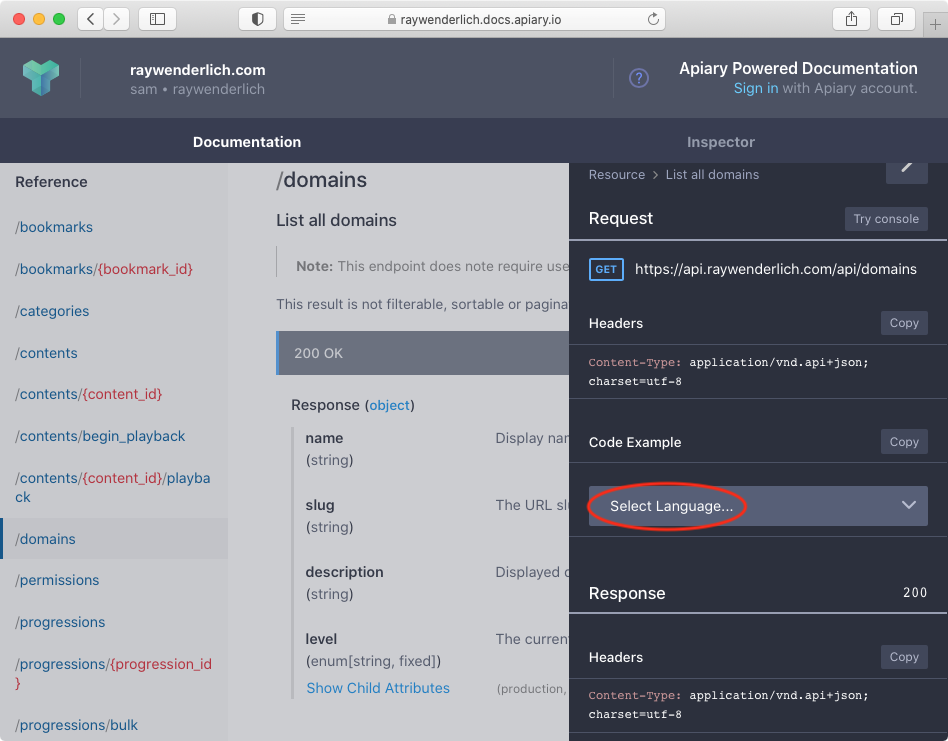 raywenderlich.docs.apiary.io
raywenderlich.com
sam • raywenderlich
Apiary Powered Documentation
Sign in with Apiary account.
Documentation
Inspector
Reference
/bookmarks
/bookmarks/{bookmark_id}
/categories
/contents
/contents/{content_id}
/contents/begin_playback
/contents/{content_id}/playba
ck
/domains
/permissions
/progressions
/progressions/{progression_id
}
/progressions/bulk
/domains
List all domains
Note: This endpoint does note require use
This result is not filterable, sortable or pagina
200 OK
Response (object)
name
(string)
Display nam
slug
(string)
The URL slu
description
(string)
Displayed
level
(enum[string, fixed])
The current
Show Child Attributes
(production,
Resource > List all domains
Request
Try console
GET https://api.raywenderlich.com/api/domains
Headers
Copy
Content-Type: application/vnd.api+json;
charset=utf-8
Code Example
Copy
Select Language...
Response
200
Headers
Copy
Content-Type: application/vnd.api+json;
charset=utf-8